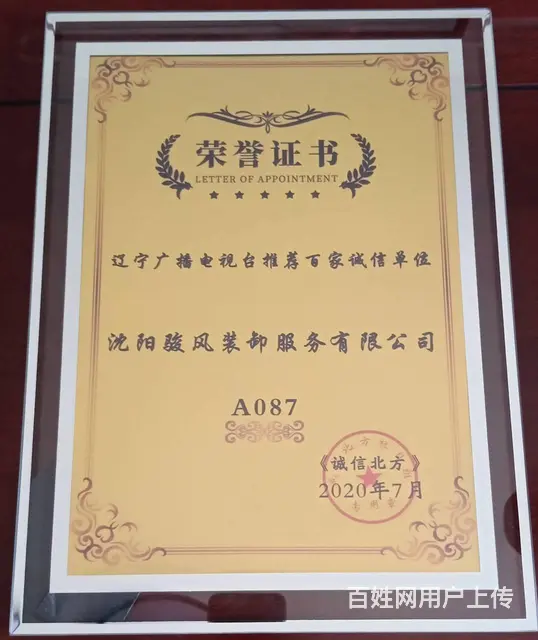 荣誉证书
LETTER OF APPOINTMENT
辽宁广播电视台推荐百家诚信单位
沈阳骏风装卸服务有限公司
A087
《诚信北方》
2020年7月
百姓网用户上传